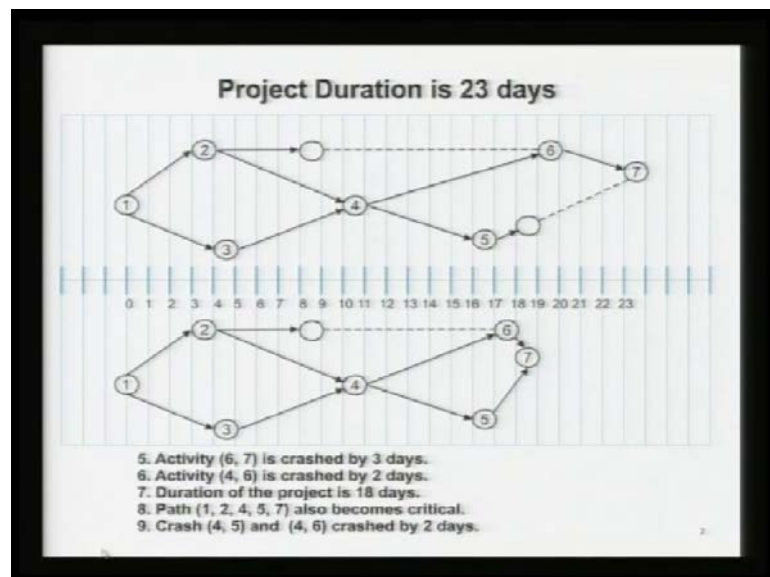 Project Duration is 23 days
2
6
7
1
4
3
5
0 1 2 3 4 5 6 7 8 9 10 11 12 13 14 15 16 17 18 19 20 21 22 23
2
6
7
1
4
3
5
5. Activity (6, 7) is crashed by 3 days.
6. Activity (4, 6) is crashed by 2 days.
7. Duration of the project is 18 days.
8. Path (1, 2, 4, 5, 7) also becomes critical.
9. Crash (4, 5) and (4, 6) crashed by 2 days.
2